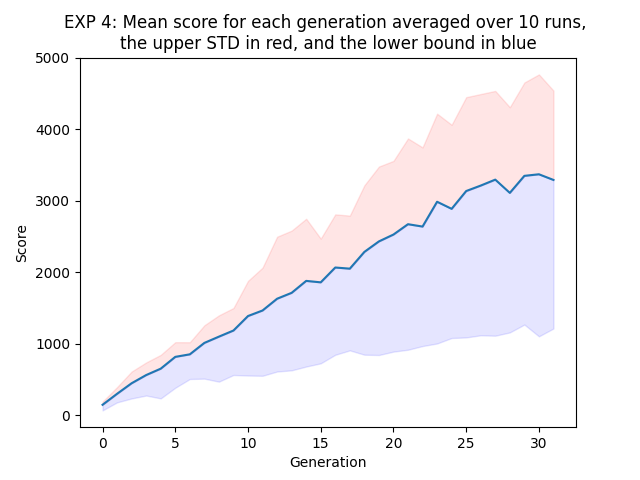 EXP 4: Mean score for each generation averaged over 10 runs,
the upper STD in red, and the lower bound in blue
5000
4000
3000
2000
1000
0
Score
0 5 10 15 20 25 30
Generation